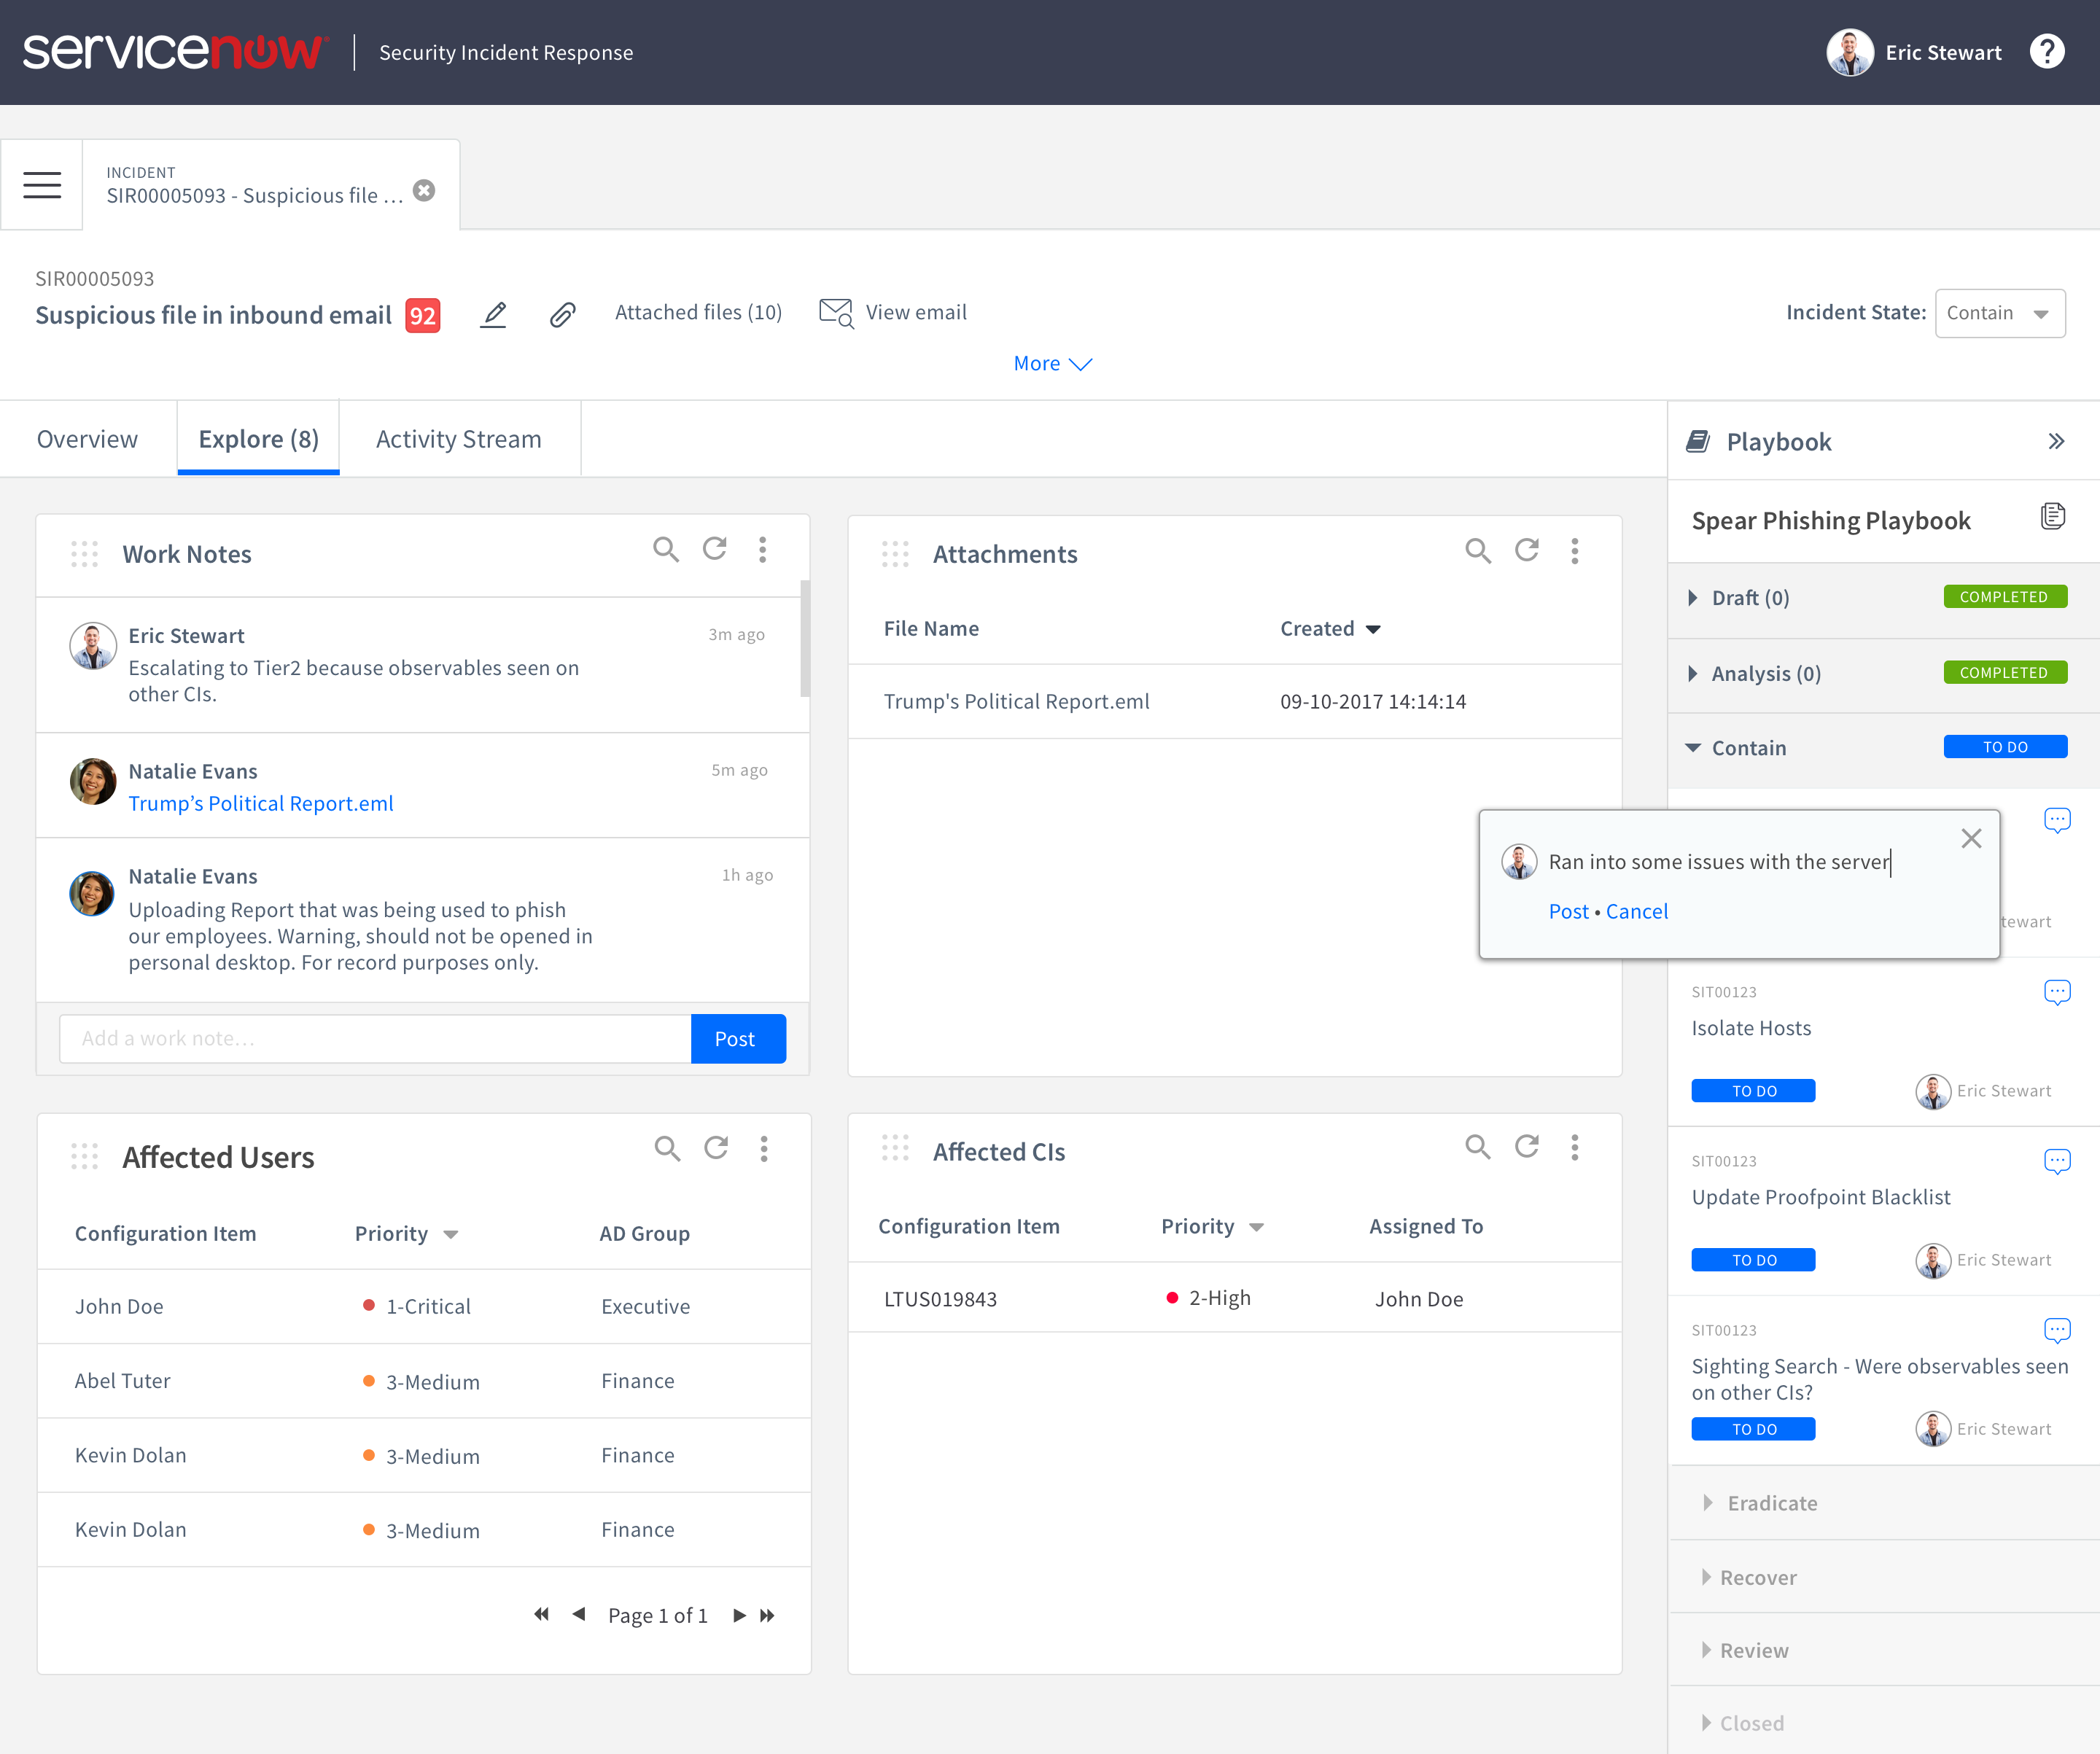 servicenow
Security Incident Response
Eric Stewart
?
INCIDENT
SIR00005093 - Suspicious file ...
SIR00005093
Suspicious file in inbound email 92
Attached files (10)
View email
Incident State: Contain
More
Overview
Explore (8)
Activity Stream
Work Notes
Eric Stewart
3m ago
Escalating to Tier2 because observables seen on
other CIs.
Natalie Evans
5m ago
Trump’s Political Report.eml
Natalie Evans
1h ago
Uploading Report that was being used to phish
our employees. Warning, should not be opened in
personal desktop. For record purposes only.
Add a work note...
Post
Attachments
File Name Created
Trump's Political Report.eml 09-10-2017 14:14:14
Affected Users
Configuration Item Priority AD Group
John Doe 1-Critical Executive
Abel Tuter 3-Medium Finance
Kevin Dolan 3-Medium Finance
Kevin Dolan 3-Medium Finance
Page 1 of 1
Affected CIs
Configuration Item Priority Assigned To
LTUS019843 2-High John Doe
Playbook
Spear Phishing Playbook
Draft (0) COMPLETED
Analysis (0) COMPLETED
Contain TO DO
Ran into some issues with the server
Post • Cancel
tewart
SIT00123
Isolate Hosts
TO DO Eric Stewart
SIT00123
Update Proofpoint Blacklist
TO DO Eric Stewart
SIT00123
Sighting Search - Were observables seen
on other CIs?
TO DO Eric Stewart
Eradicate
Recover
Review
Closed